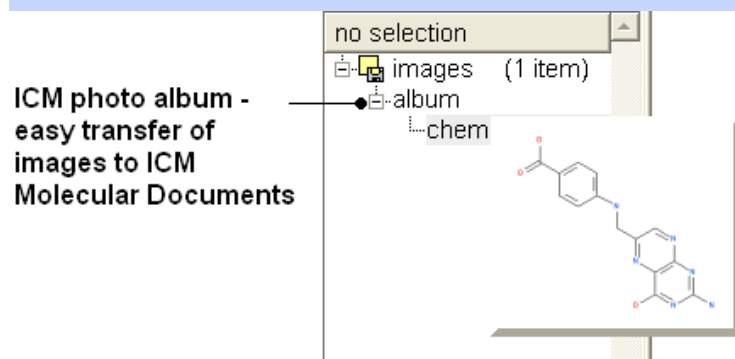 no selection
images (1 item)
ICM photo album -
easy transfer of
images to ICM
Molecular Documents
album
chem
O
O
N
N
N
N
N
N
O